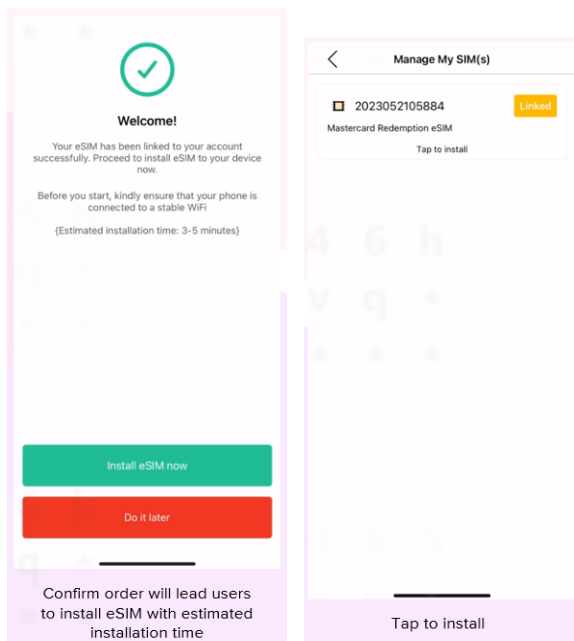 Welcome!
Your eSIM has been linked to your account
successfully. Proceed to install eSIM to your device
now.
Before you start, kindly ensure that your phone is
connected to a stable WiFi
{Estimated installation time: 3-5 minutes}
Install eSIM now
Do it later
Confirm order will lead users
to install eSIM with estimated
installation time
Manage My SIM(s)
2023052105884
Linked
Mastercard Redemption eSIM
Tap to install
4 6 h
v q *
* * *
Tap to install